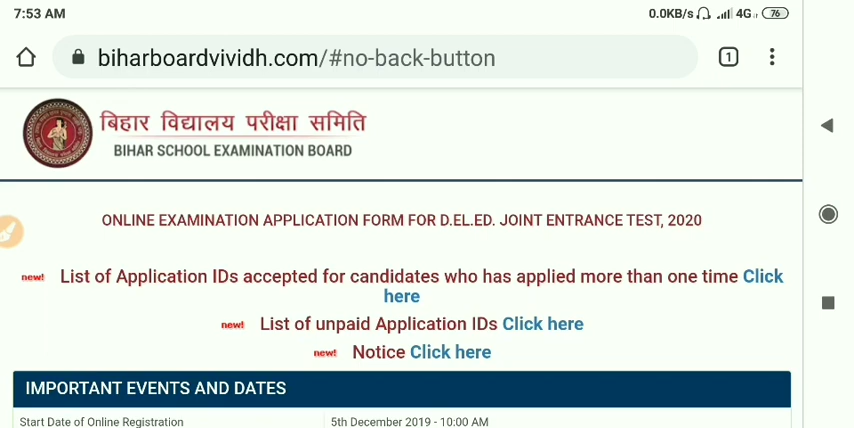 7:53 AM 0.0KB/s 4G 76
biharboardvividh.com/#no-back-button 1
बिहार विद्यालय परीक्षा समिति
BIHAR SCHOOL EXAMINATION BOARD
ONLINE EXAMINATION APPLICATION FORM FOR D.EL.ED. JOINT ENTRANCE TEST, 2020
new! List of Application IDs accepted for candidates who has applied more than one time Click
here
new! List of unpaid Application IDs Click here
new! Notice Click here
IMPORTANT EVENTS AND DATES
Start Date of Online Registration 5th December 2019 - 10:00 AM